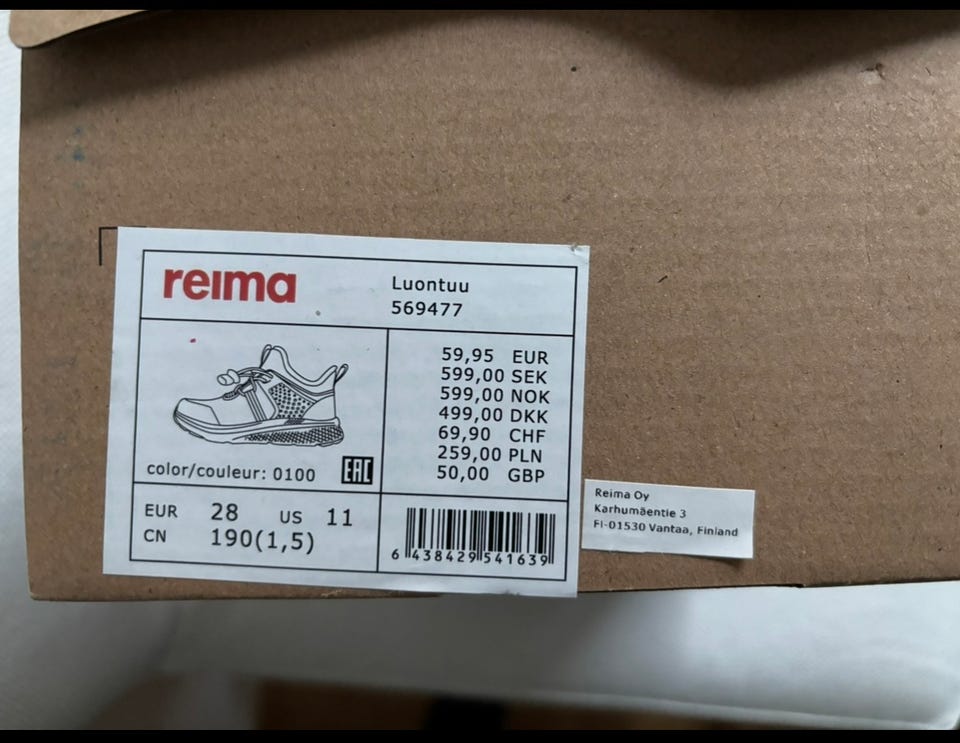 reima
Luontuu
569477
59,95 EUR
599,00 SEK
599,00 NOK
499,00 DKK
69,90 CHF
259,00 PLN
50,00 GBP
color/couleur: 0100
EAC
EUR 28 US 11
CN 190(1,5)
6 438429 541639
Reima Oy
Karhumäentie 3
FI-01530 Vantaa, Finland